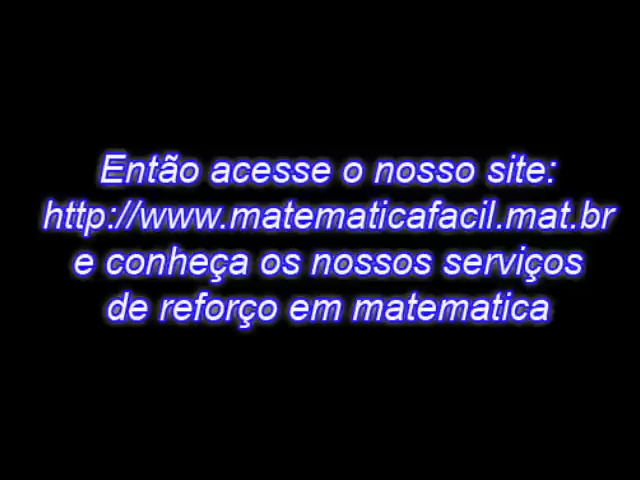 Então acesse o nosso site:
http://www.matematicafacil.mat.br
e conheça os nossos serviços
de reforço em matematica